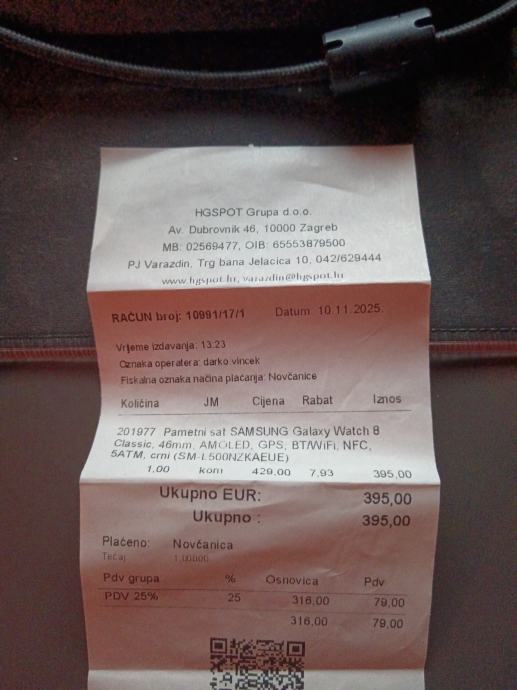 HGSPOT Grupa d.o.o.
Av. Dubrovnik 46, 10000 Zagreb
MB: 02569477, OIB: 65553879500
PJ Varazdin, Trg bana Jelacica 10, 042/629444
www.hgspot.hr, varazdin@hgspot.hr
RAČUN broj: 10991/17/1 Datum 10.11.2025.
Vrijeme izdavanja: 13:23
Oznaka operatera: darko.vincek
Fiskalna oznaka načina plaćanja: Novčanice
Količina JM Cijena Rabat Iznos
201977 Pametni sat SAMSUNG Galaxy Watch 8
Classic, 46mm, AMOLED, GPS, BT/WiFi, NFC,
5ATM, crni (SM-L500NZKAEUE)
1,00 kom 429,00 7,93 395,00
Ukupno EUR: 395,00
Ukupno : 395,00
Plaćeno: Novčanica
Tečaj 1,00000
Pdv grupa % Osnovica Pdv
PDV 25% 25 316,00 79,00
316,00 79,00